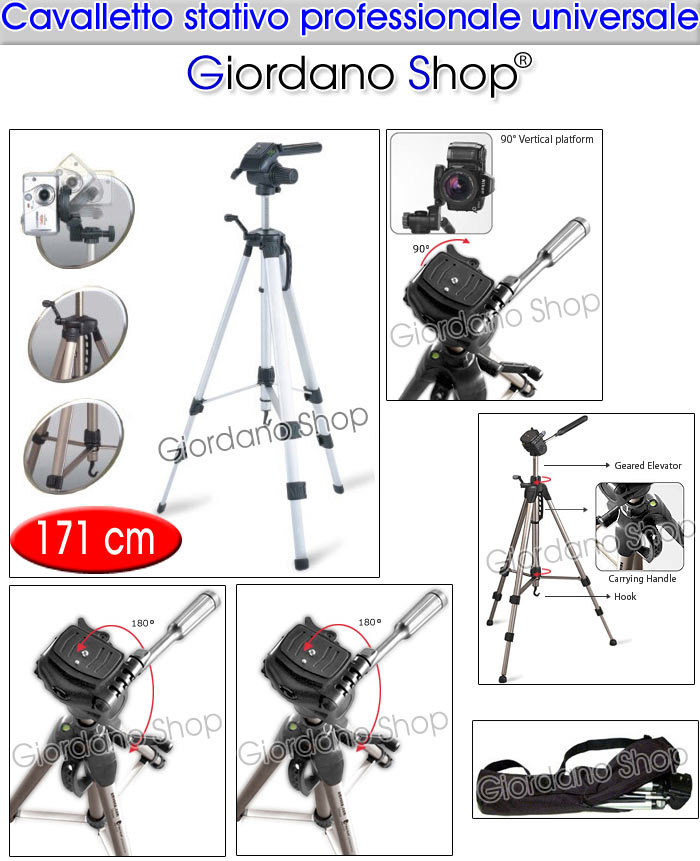 Cavalletto stativo professionale universale
Giordano Shop®
90° Vertical platform
90°
Giordano Shop
Giordano Shop
171 cm
Geared Elevator
Giordano Shop
Carrying Handle
Hook
180°
Giordano Shop
180°
Giordano Shop
Giordano Shop